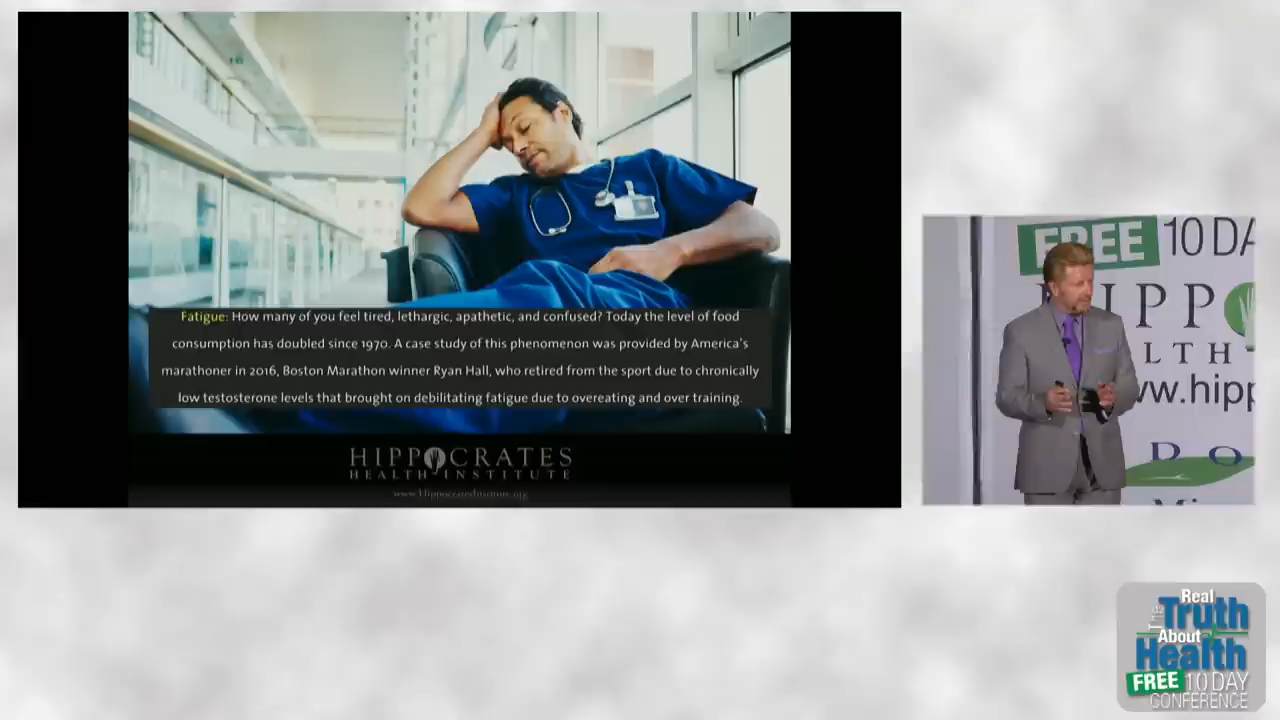 Fatigue: How many of you feel tired, lethargic, apathetic, and confused? Today the level of food
consumption has doubled since 1970. A case study of this phenomenon was provided by America's
marathoner in 2016, Boston Marathon winner Ryan Hall, who retired from the sport due to chronically
low testosterone levels that brought on debilitating fatigue due to overeating and over training.
HIPPOCRATES
HEALTH INSTITUTE
FREE 10 DA
HIPP
LTH
ww.hipp
The Real
Truth
About
Health
FREE 10 DAY
CONFERENCE